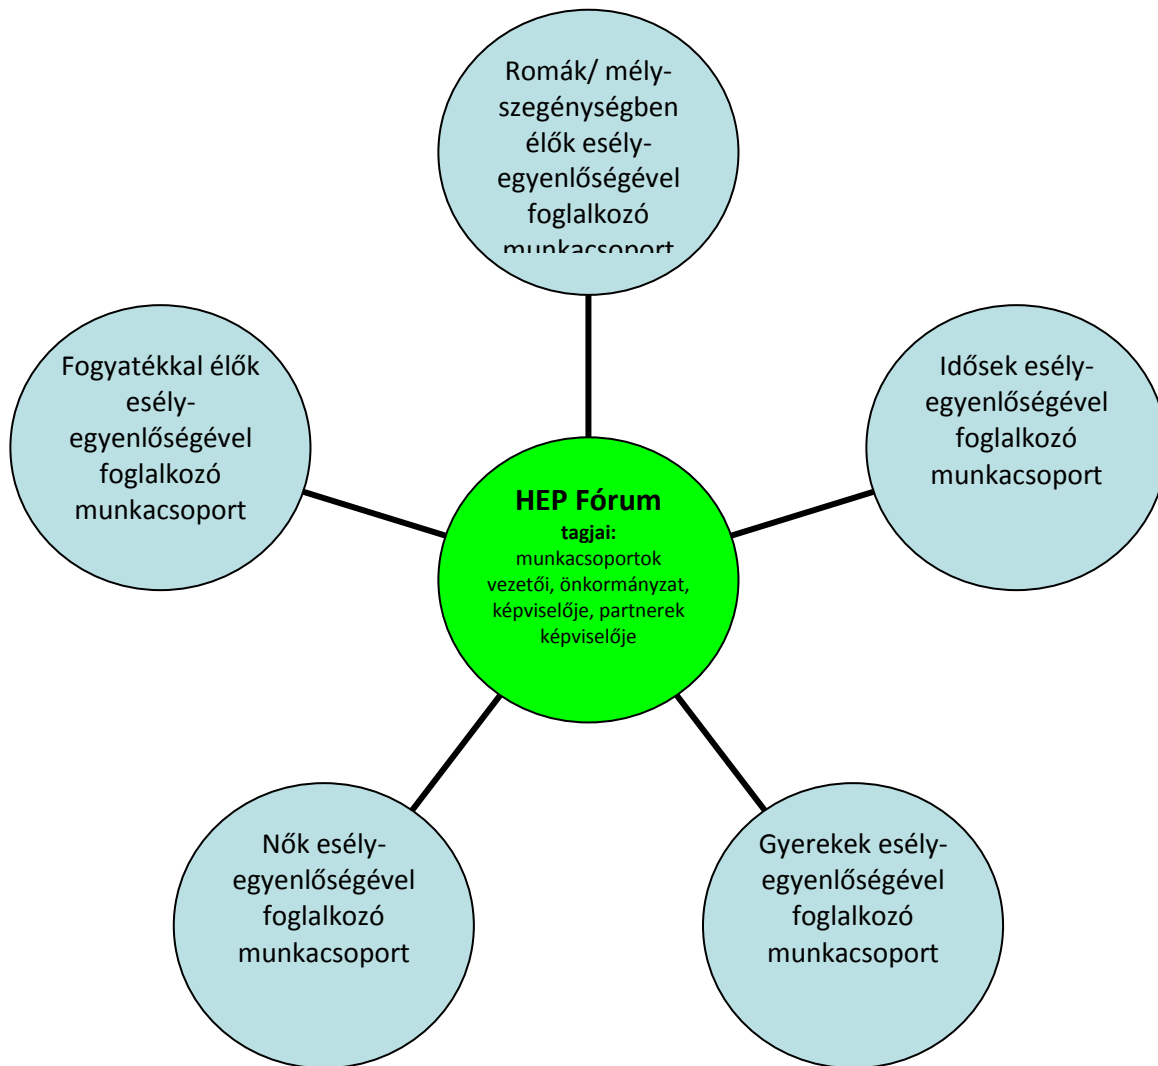 Romák/ mély-
szegénységben
élők esély-
egyenlőségével
foglalkozó
munkacsoport
Fogyatékkal élők
esély-
egyenlőségével
foglalkozó
munkacsoport
Idősek esély-
egyenlőségével
foglalkozó
munkacsoport
HEP Fórum
tagjai:
munkacsoportok
vezetői, önkormányzat,
képviselője, partnerek
képviselője
Nők esély-
egyenlőségével
foglalkozó
munkacsoport
Gyerekek esély-
egyenlőségével
foglalkozó
munkacsoport